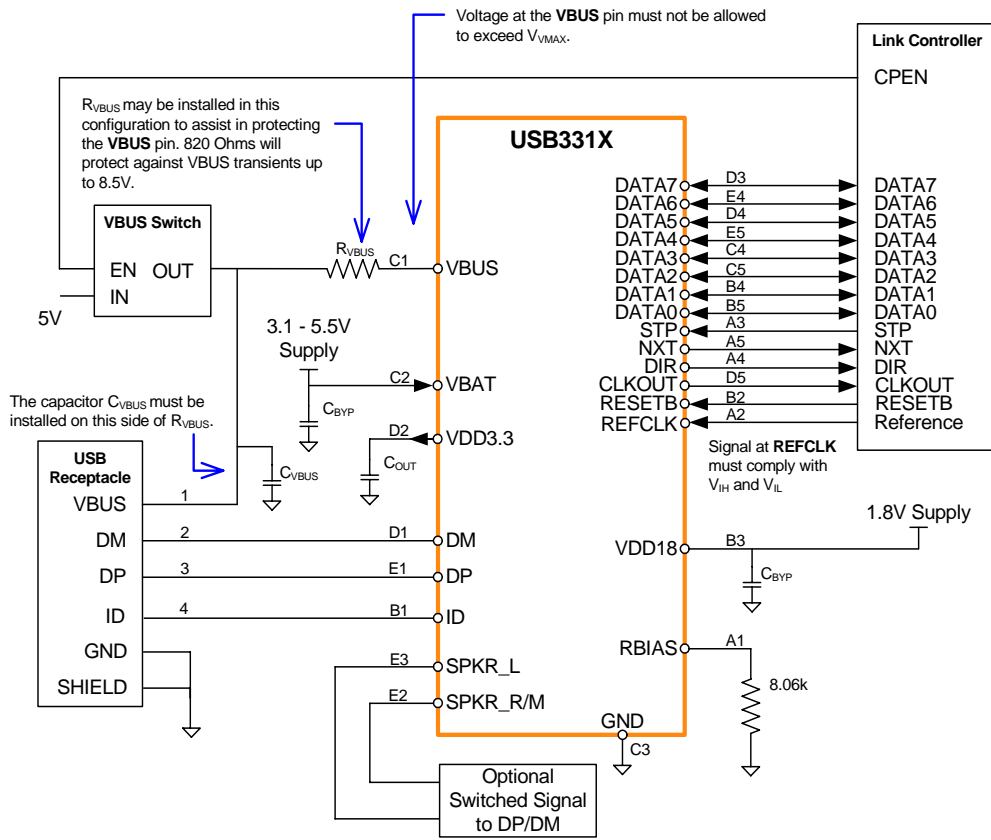 Voltage at the VBUS pin must not be allowed
to exceed VVMAX.
Link Controller
CPEN
RVBUS may be installed in this
configuration to assist in protecting
the VBUS pin. 820 Ohms will
protect against VBUS transients up
to 8.5V.
USB331X
VBUS Switch
EN OUT
IN
5V
RVBUS
C1
VBUS
DATA7 D3 DATA7
DATA6 E4 DATA6
DATA5 D4 DATA5
DATA4 E5 DATA4
DATA3 C4 DATA3
DATA2 C5 DATA2
DATA1 B4 DATA1
DATA0 B5 DATA0
STP A3 STP
NXT A5 NXT
DIR A4 DIR
CLKOUT D5 CLKOUT
RESETB B2 RESETB
REFCLK A2 Reference
3.1 - 5.5V
Supply
C2 VBAT
CBYP
D2 VDD3.3
COUT
Signal at REFCLK
must comply with
VIH and VIL
The capacitor CVBUS must be
installed on this side of RVBUS.
CVBUS
USB
Receptacle
VBUS 1
DM 2 D1 DM
DP 3 E1 DP
ID 4 B1 ID
GND
SHIELD
1.8V Supply
VDD18 B3
CBYP
RBIAS A1
8.06k
E3 SPKR_L
E2 SPKR_R/M
GND
C3
Optional
Switched Signal
to DP/DM